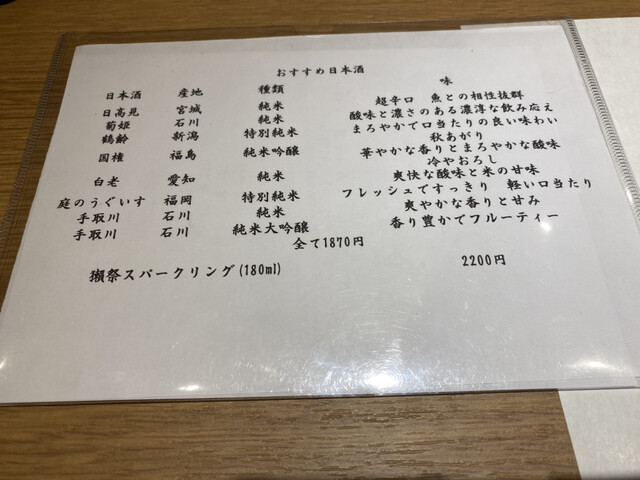 おすすめ日本酒
日本酒 産地 種類 味
日高見 宮城 純米 超辛口 魚との相性抜群
菊姫 石川 純米 酸味と濃さのある濃厚な飲み応え
鶴齢 新潟 特別純米 まろやかで口当たりの良い味わい
秋あがり
国権 福島 純米吟醸 華やかな香りとまろやかな酸味
冷やおろし
白老 愛知 純米 爽快な酸味と米の甘味
庭のうぐいす 福岡 特別純米 フレッシュですっきり 軽い口当たり
手取川 石川 純米 爽やかな香りと甘み
手取川 石川 純米大吟醸 香り豊かでフルーティー
全て1870円
獺祭スパークリング(180ml) 2200円